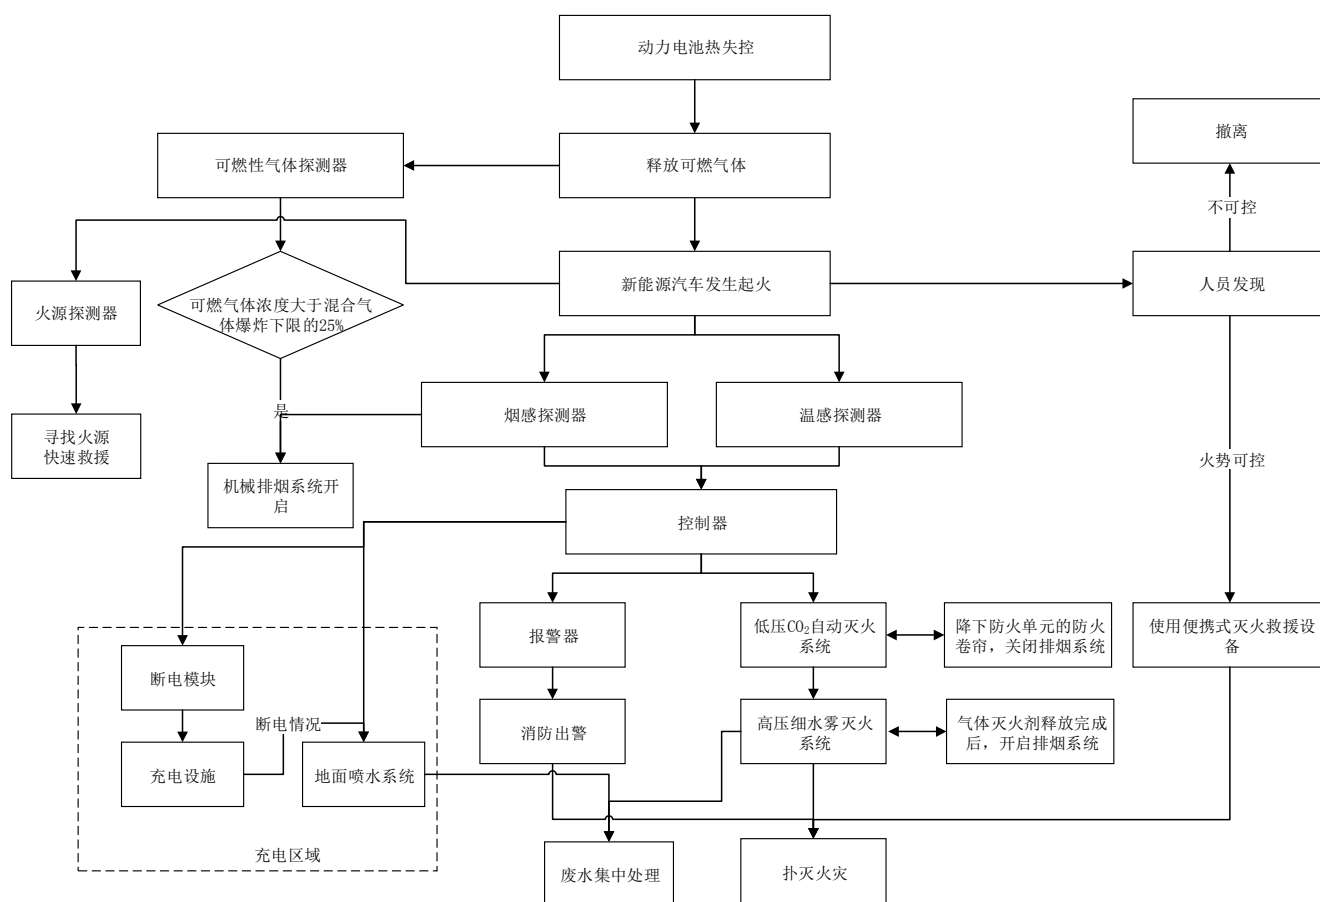 动力电池热失控
撤离
可燃性气体探测器
释放可燃气体
不可控
火源探测器
可燃气体浓度大于混合气
体爆炸下限的25%
新能源汽车发生起火
人员发现
寻找火源
快速救援
是
烟感探测器
温感探测器
火势可控
机械排烟系统开
启
控制器
报警器
低压CO₂自动灭火
系统
降下防火单元的防火
卷帘，关闭排烟系统
使用便携式灭火救援设
备
断电模块
断电情况
消防出警
高压细水雾灭火
系统
气体灭火剂释放完成
后，开启排烟系统
充电设施
地面喷水系统
充电区域
废水集中处理
扑灭火灾